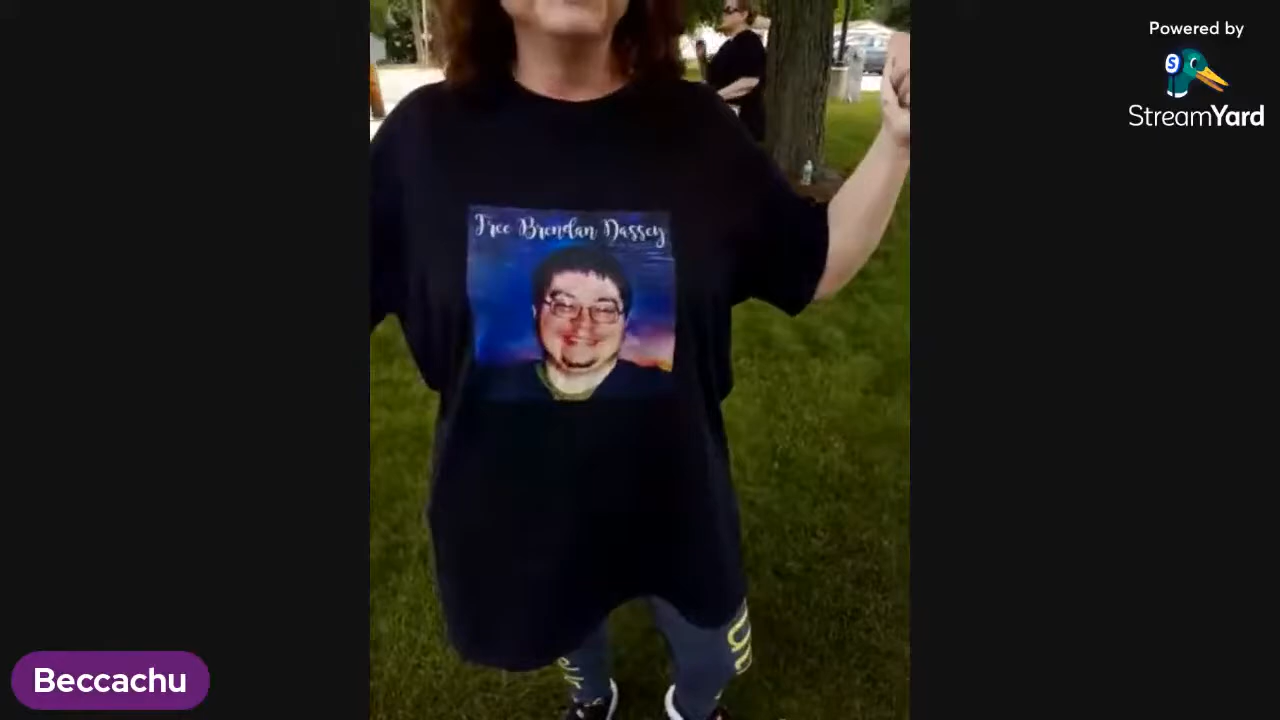 Powered by
S
StreamYard
Free Brendan Dassey
Beccachu